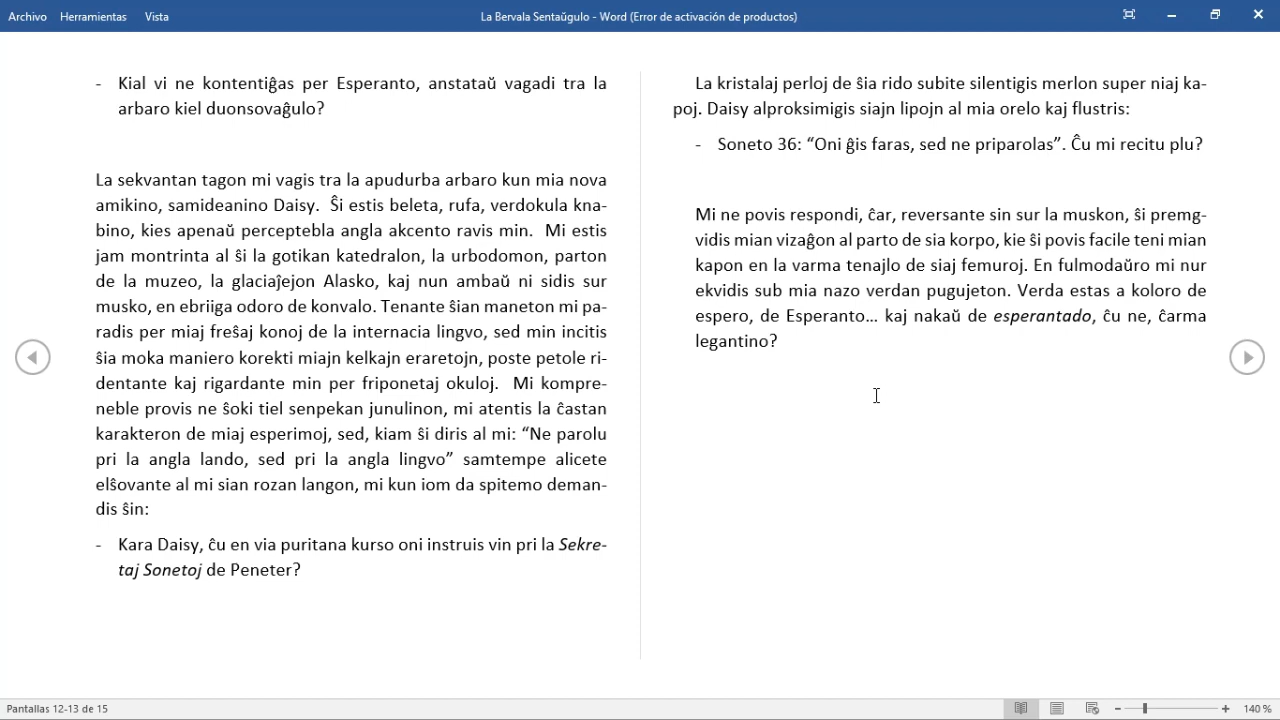 Archivo Herramientas Vista
La Bervala Sentaŭgulo - Word (Error de activación de productos)
- Kial vi ne kontentiĝas per Esperanto, anstataŭ vagadi tra la
arbaro kiel duonsovaĝulo?
La sekvantan tagon mi vagis tra la apudurba arbaro kun mia nova
amikino, samideanino Daisy. Ŝi estis beleta, rufa, verdokula kna-
bino, kies apenaŭ perceptebla angla akcento ravis min. Mi estis
jam montrinta al ŝi la gotikan katedralon, la urbodomon, parton
de la muzeo, la glaciaĵejon Alasko, kaj nun ambaŭ ni sidis sur
musko, en ebriiga odoro de konvalo. Tenante ŝian maneton mi pa-
radis per miaj freŝaj konoj de la internacia lingvo, sed min incitis
ŝia moka maniero korekti miajn kelkajn eraretojn, poste petole ri-
dentante kaj rigardante min per friponetaj okuloj. Mi kompre-
neble provis ne ŝoki tiel senpekan junulinon, mi atentis la ĉastan
karakteron de miaj esperimoj, sed, kiam ŝi diris al mi: “Ne parolu
pri la angla lando, sed pri la angla lingvo” samtempe alicete
elŝovante al mi sian rozan langon, mi kun iom da spitemo deman-
dis ŝin:
- Kara Daisy, ĉu en via puritana kurso oni instruis vin pri la Sekre-
taj Sonetoj de Peneter?
La kristalaj perloj de ŝia rido subite silentigis merlon super niaj ka-
poj. Daisy alproksimigis siajn lipojn al mia orelo kaj flustris:
- Soneto 36: “Oni ĝis faras, sed ne priparolas”. Ĉu mi recitu plu?
Mi ne povis respondi, ĉar, reversante sin sur la muskon, ŝi premg-
vidis mian vizaĝon al parto de sia korpo, kie ŝi povis facile teni mian
kapon en la varma tenajlo de siaj femuroj. En fulmodaŭro mi nur
ekvidis sub mia nazo verdan pugujeton. Verda estas a koloro de
espero, de Esperanto... kaj nakaŭ de esperantado, ĉu ne, ĉarma
legantino?
Pantallas 12-13 de 15
140 %